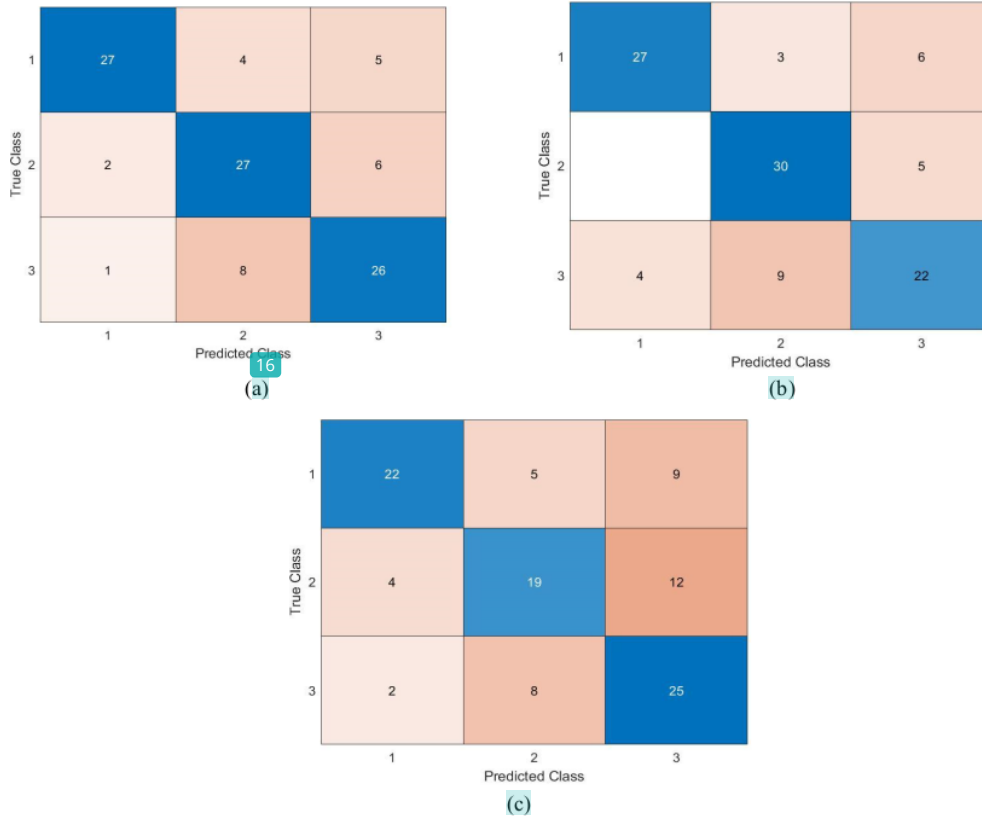 1 27 4 5
2 2 27 6
3 1 8 26
1 2 3
True Class
Predicted Class
16
(a)
1 27 3 6
2 30 5
3 4 9 22
1 2 3
True Class
Predicted Class
(b)
1 22 5 9
2 4 19 12
3 2 8 25
1 2 3
True Class
Predicted Class
(c)